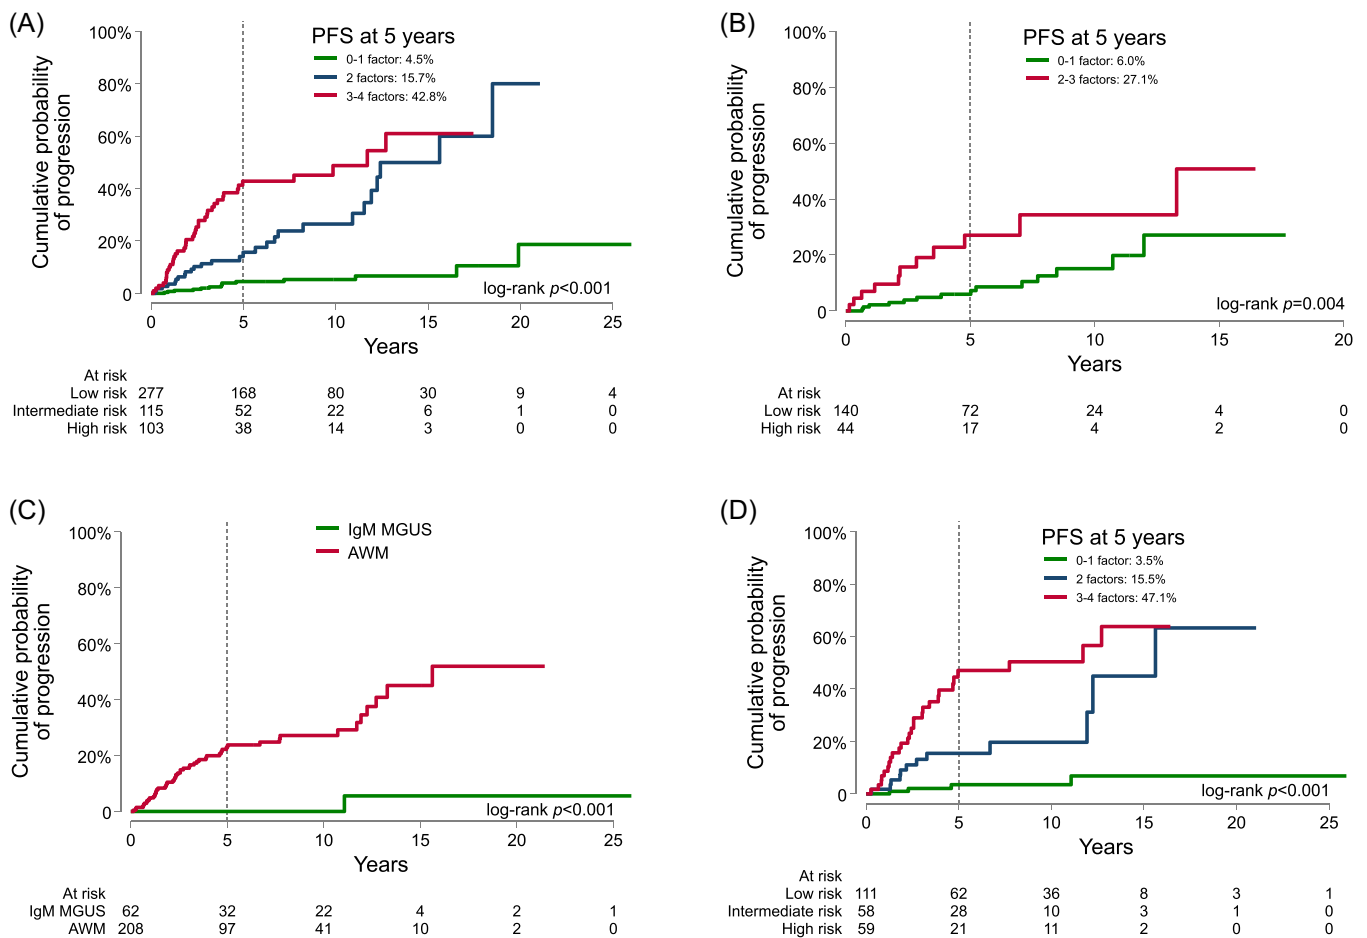 (A)
Cumulative probability
of progression
100%
80%
60%
40%
20%
0
PFS at 5 years
0-1 factor: 4.5%
2 factors: 15.7%
3-4 factors: 42.8%
log-rank p<0.001
0 5 10 15 20 25
Years
At risk
Low risk 277 168 80 30 9 4
Intermediate risk 115 52 22 6 1 0
High risk 103 38 14 3 0 0
(B)
Cumulative probability
of progression
100%
80%
60%
40%
20%
0
PFS at 5 years
0-1 factor: 6.0%
2-3 factors: 27.1%
log-rank p=0.004
0 5 10 15 20
Years
At risk
Low risk 140 72 24 4 0
High risk 44 17 4 2 0
(C)
Cumulative probability
of progression
100%
80%
60%
40%
20%
0
IgM MGUS
AWM
log-rank p<0.001
0 5 10 15 20 25
Years
At risk
IgM MGUS 62 32 22 4 2 1
AWM 208 97 41 10 2 0
(D)
Cumulative probability
of progression
100%
80%
60%
40%
20%
0
PFS at 5 years
0-1 factor: 3.5%
2 factors: 15.5%
3-4 factors: 47.1%
log-rank p<0.001
0 5 10 15 20 25
Years
At risk
Low risk 111 62 36 8 3 1
Intermediate risk 58 28 10 3 1 0
High risk 59 21 11 2 0 0